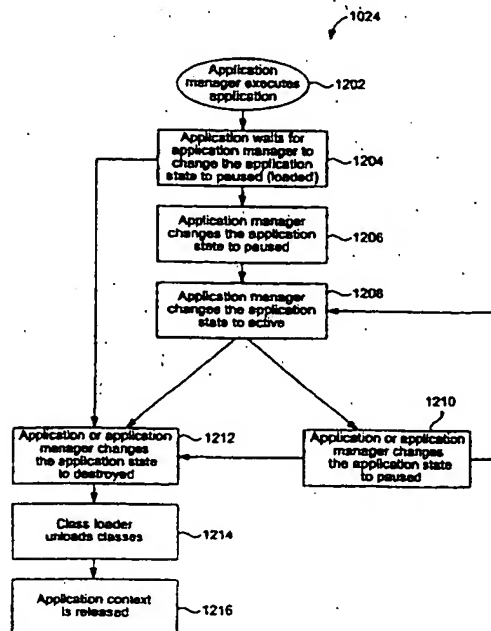 1024
Application
manager executes
application
1202
Application waits for
application manager to
change the application
state to paused (loaded)
1204
Application manager
changes the application
state to paused
1206
Application manager
changes the application
state to active
1208
1210
Application or application
manager changes
the application state
to destroyed
1212
Application or application
manager changes
the application state
to paused
Class loader
unloads classes
1214
Application context
is released
1216